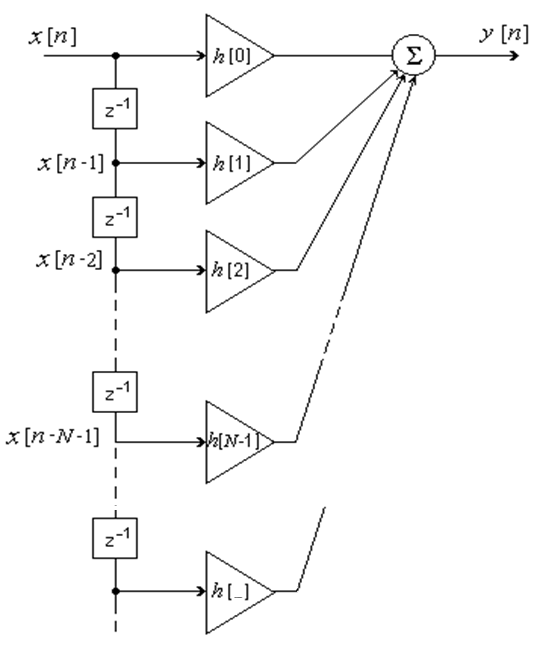 x[n] h[0] Σ y[n]
z⁻¹
x[n-1] h[1]
z⁻¹
x[n-2] h[2]
z⁻¹
x[n-N-1] h[N-1]
z⁻¹
h[_]